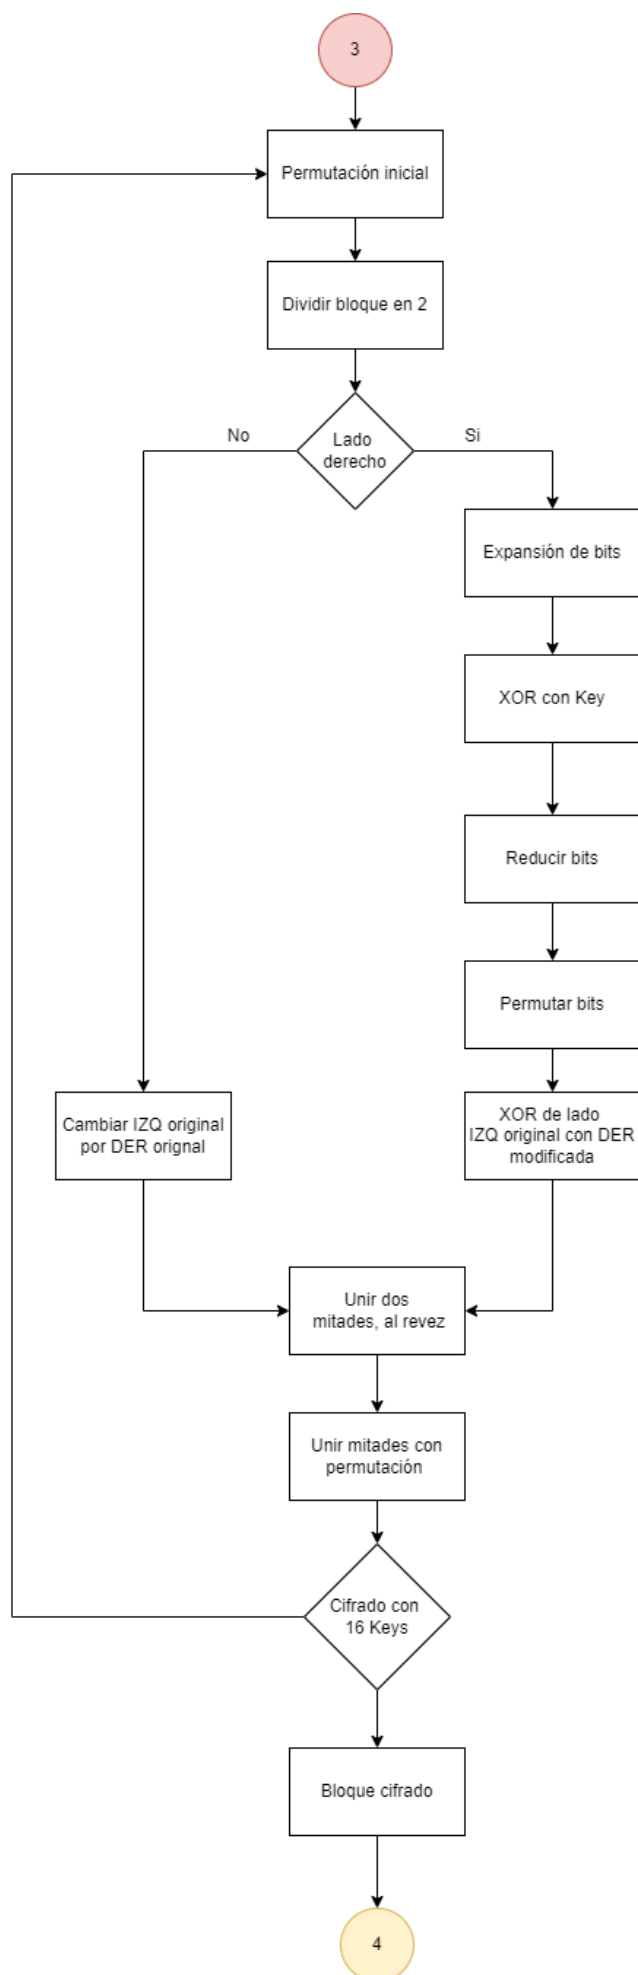 3
Permutación inicial
Dividir bloque en 2
No
Lado
derecho
Si
Expansión de bits
XOR con Key
Reducir bits
Permutar bits
Cambiar IZQ original
por DER orignal
XOR de lado
IZQ original con DER
modificada
Unir dos
mitades, al revez
Unir mitades con
permutación
Cifrado con
16 Keys
Bloque cifrado
4